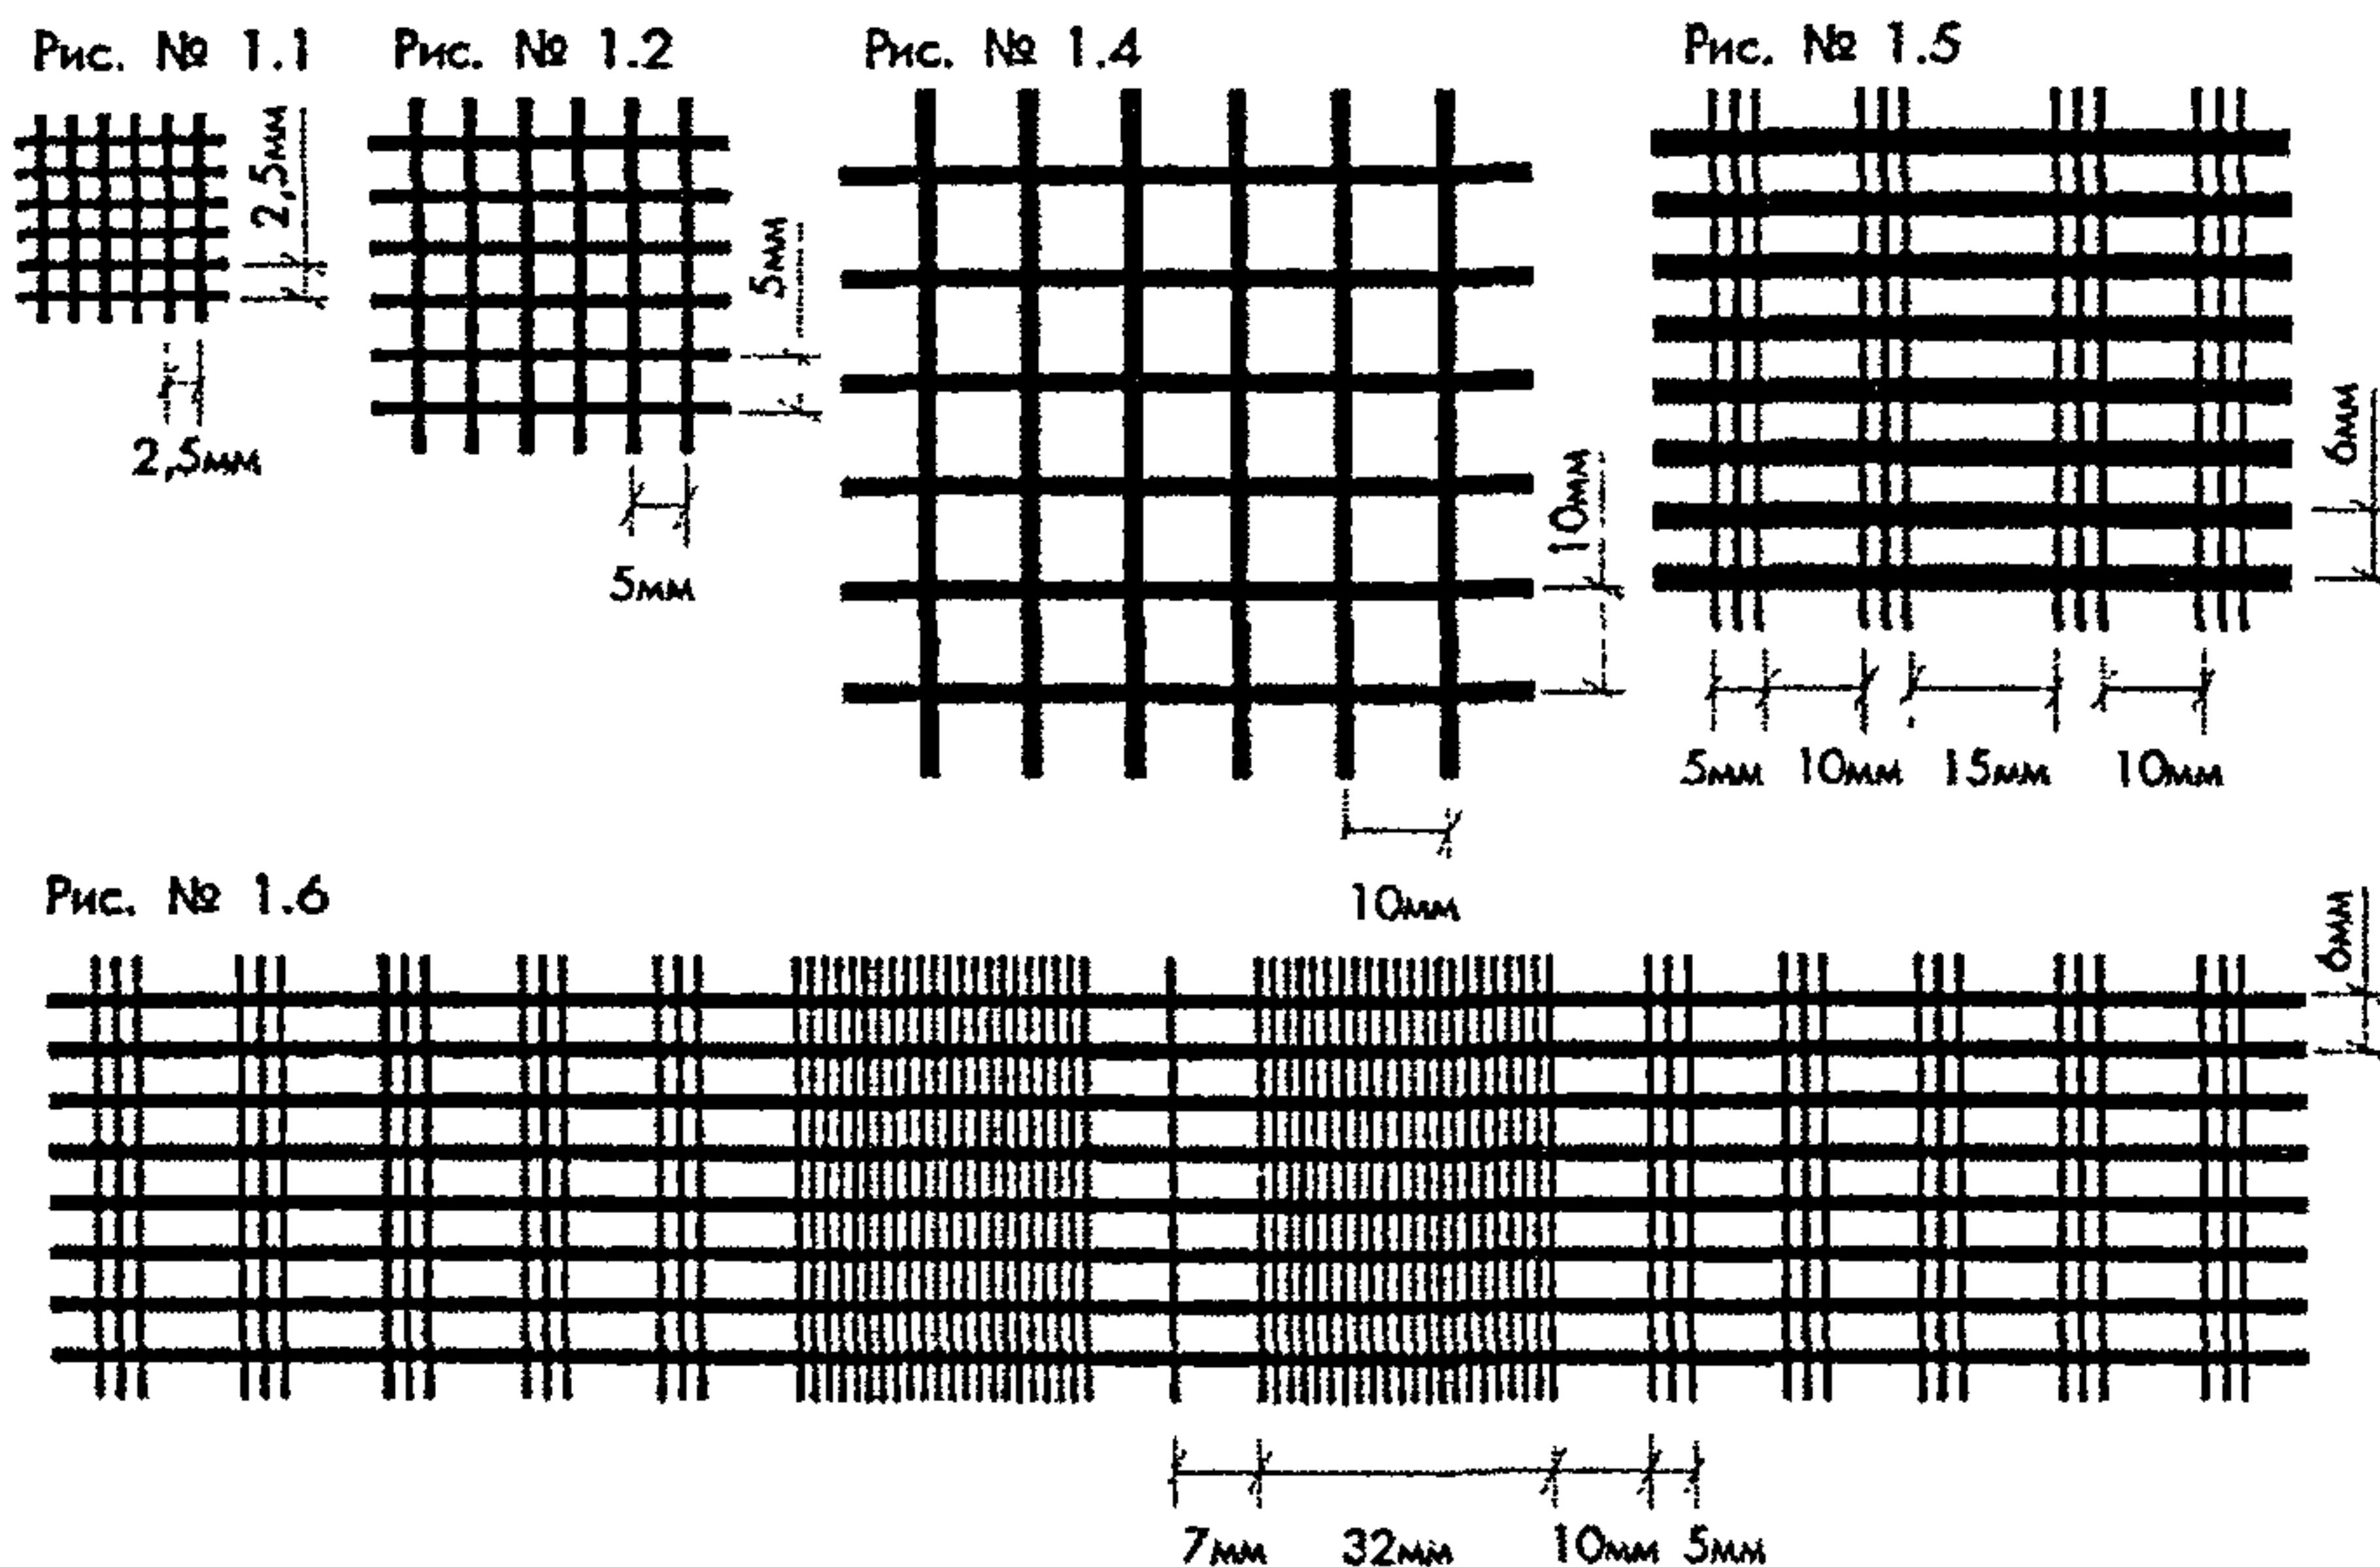 Рис. № 1.1
2,5мм
2,5мм
Рис. № 1.2
5мм
5мм
Рис. № 1.4
10мм
10мм
Рис. № 1.5
6мм
5мм 10мм 15мм 10мм
Рис. № 1.6
6мм
7мм 32мм 10мм 5мм